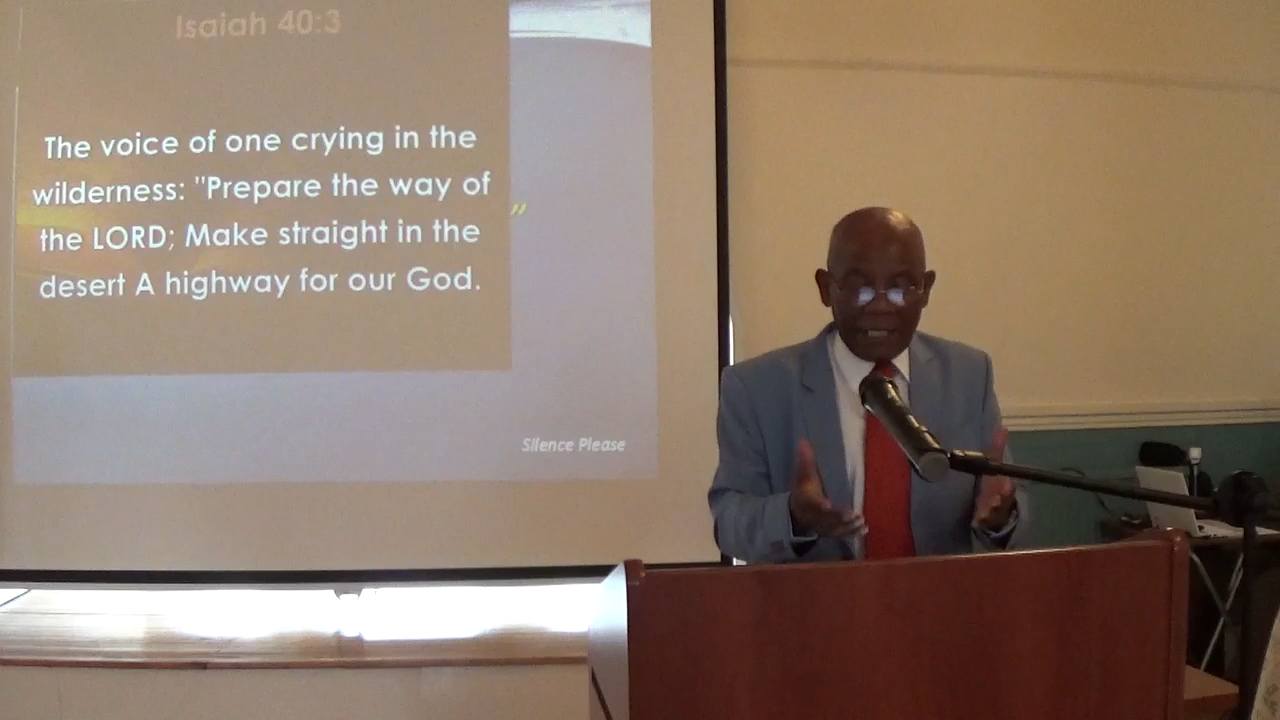 Isaiah 40:3
The voice of one crying in the
wilderness: "Prepare the way of
the LORD; Make straight in the
desert A highway for our God.
”
Silence Please